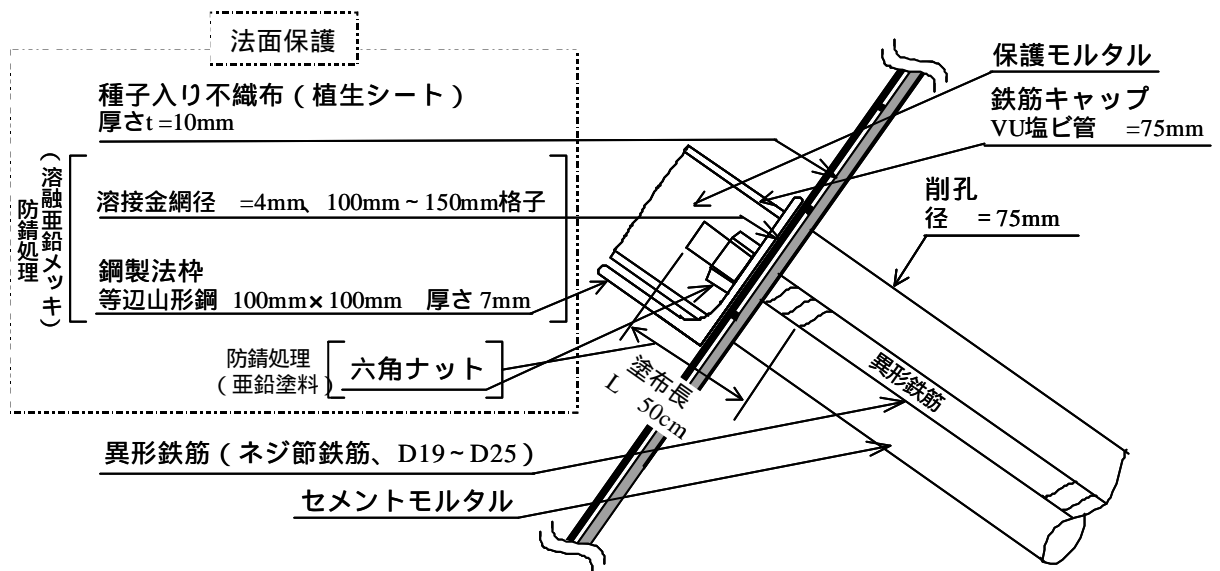 法面保護
種子入り不織布（植生シート）
厚さt =10mm
溶接金網径　=4mm、100mm～150mm格子
鋼製法枠
等辺山形鋼 100mm×100mm　厚さ 7mm
防錆処理
（溶融亜鉛メッキ）
防錆処理
（亜鉛塗料）
六角ナット
保護モルタル
鉄筋キャップ
VU塩ビ管　=75mm
削孔
径　= 75mm
塗布長
L　50cm
異形鉄筋
異形鉄筋（ネジ節鉄筋、D19～D25）
セメントモルタル